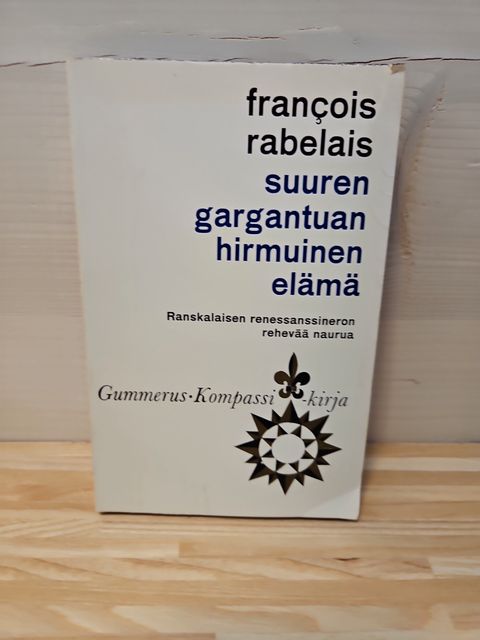 françois
rabelais
suuren
gargantuan
hirmuinen
elämä
Ranskalaisen renessanssineron
rehevää naurua
Gummerus·Kompassi-kirja